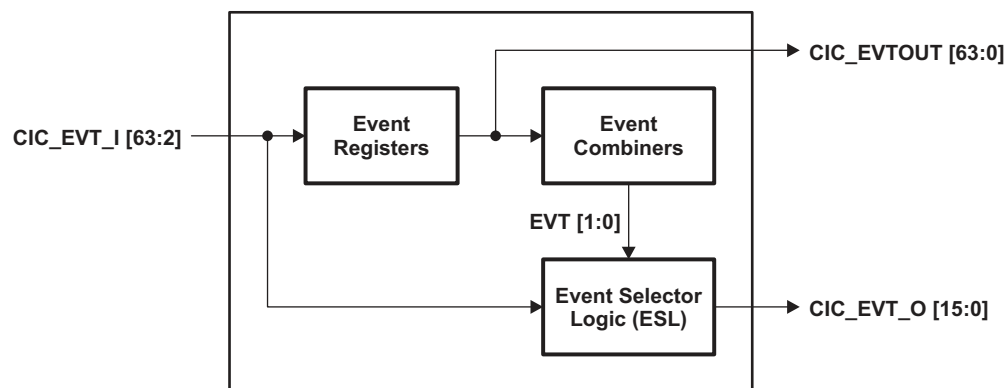 CIC_EVTOUT [63:0]
CIC_EVT_I [63:2]
Event
Registers
Event
Combiners
EVT [1:0]
Event Selector
Logic (ESL)
CIC_EVT_O [15:0]